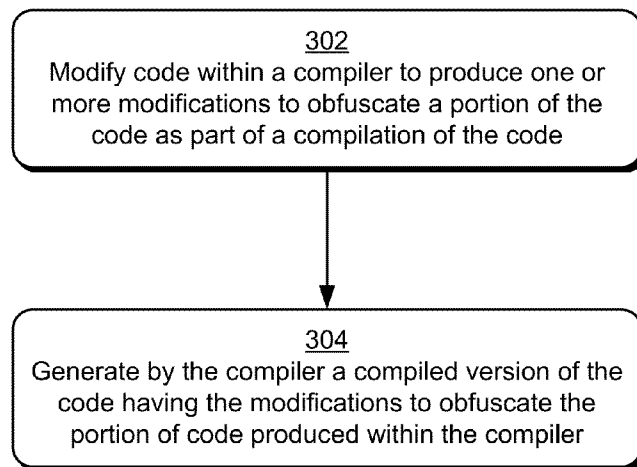 302
Modify code within a compiler to produce one or
more modifications to obfuscate a portion of the
code as part of a compilation of the code
304
Generate by the compiler a compiled version of the
code having the modifications to obfuscate the
portion of code produced within the compiler